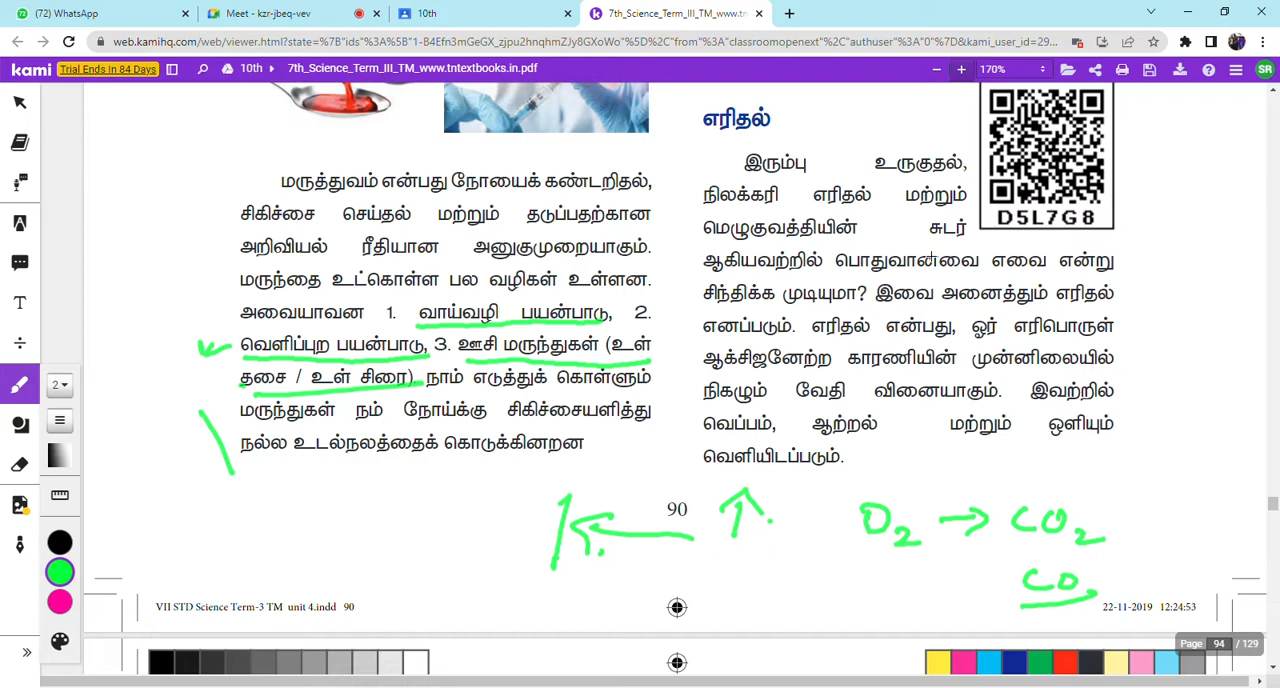 (72) WhatsApp
Meet - kzr-jbeq-vev
10th
7th_Science_Term_III_TM_www.tn
web.kamihq.com/web/viewer.html?state=%7B"ids"%3A%5B"1-B4Efn3mGeGX_zjpu2hnqhmZJy8GXoWo"%5D%2C"from"%3A"classroomopennext"%2C"authuser"%3A"0"%7D&kami_user_id=29...
kami
Trial Ends In 84 Days
10th
7th_Science_Term_III_TM_www.tntextbooks.in.pdf
170%
SR
மருத்துவம் என்பது நோயைக் கண்டறிதல்,
சிகிச்சை செய்தல் மற்றும் தடுப்பதற்கான
அறிவியல் ரீதியான அனுகுமுறையாகும்.
மருந்தை உட்கொள்ள பல வழிகள் உள்ளன.
அவையாவன 1. வாய்வழி பயன்பாடு, 2.
வெளிப்புற பயன்பாடு, 3. ஊசி மருந்துகள் (உள்
தசை / உள் சிரை). நாம் எடுத்துக் கொள்ளும்
மருந்துகள் நம் நோய்க்கு சிகிச்சையளித்து
நல்ல உடல்நலத்தைக் கொடுக்கினறன
எரிதல்
இரும்பு உருகுதல்,
நிலக்கரி எரிதல் மற்றும்
மெழுகுவத்தியின் சுடர்
ஆகியவற்றில் பொதுவானவை எவை என்று
சிந்திக்க முடியுமா? இவை அனைத்தும் எரிதல்
எனப்படும். எரிதல் என்பது, ஓர் எரிபொருள்
ஆக்சிஜனேற்ற காரணியின் முன்னிலையில்
நிகழும் வேதி வினையாகும். இவற்றில்
வெப்பம், ஆற்றல் மற்றும் ஒளியும்
வெளியிடப்படும்.
D5L7G8
90
O2 → CO2
CO
2
VII STD Science Term-3 TM unit 4.indd 90
22-11-2019 12:24:53
Page 94 / 129